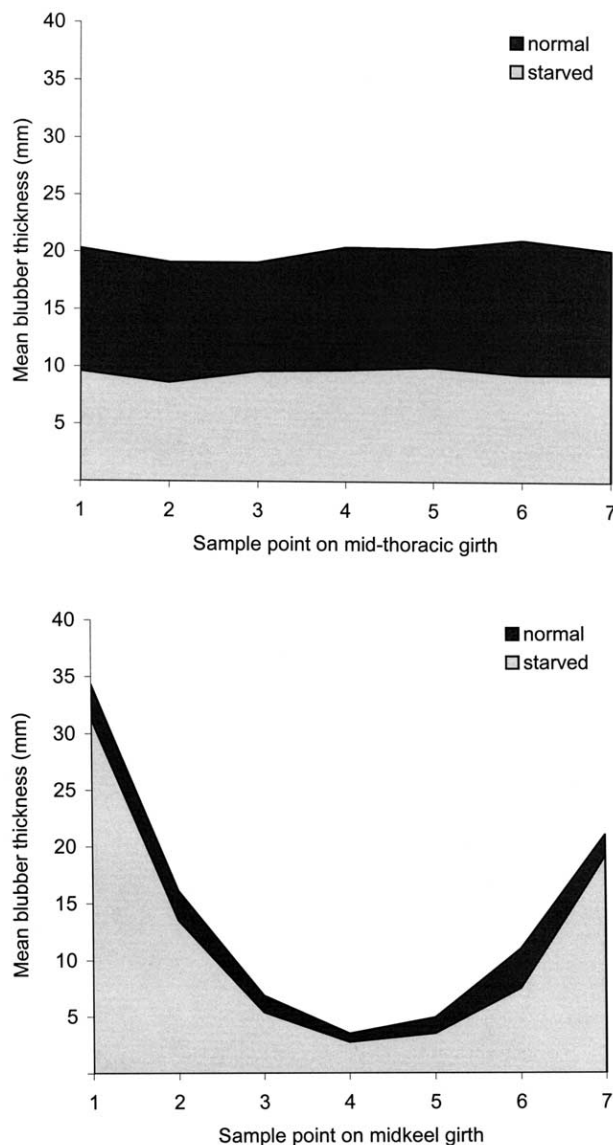 40
35
30
25
20
15
10
5
Mean blubber thickness (mm)
normal
starved
1 2 3 4 5 6 7
Sample point on mid-thoracic girth
40
35
30
25
20
15
10
5
Mean blubber thickness (mm)
normal
starved
1 2 3 4 5 6 7
Sample point on midkeel girth